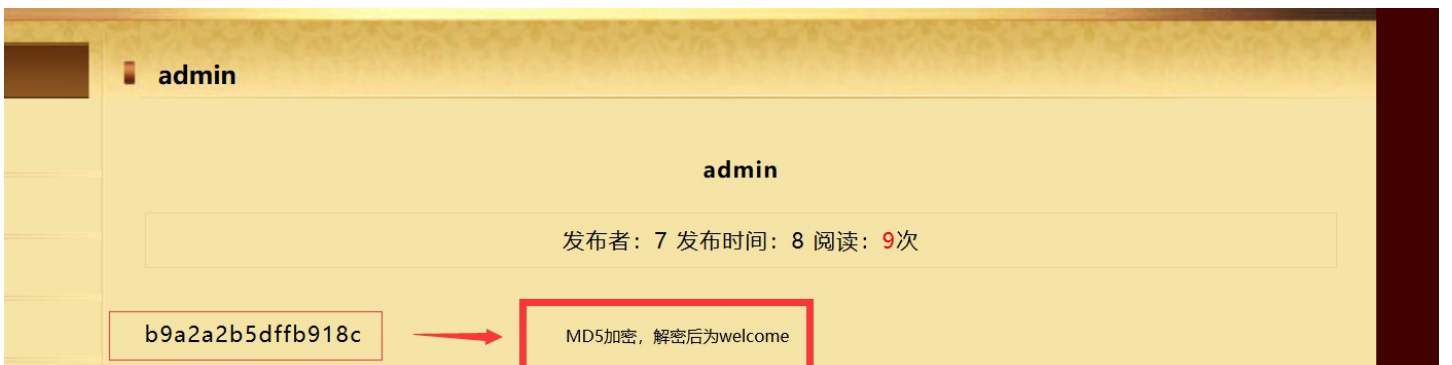 admin
admin
发布者：7 发布时间：8 阅读：9次
b9a2a2b5dffb918c
MD5加密，解密后为welcome